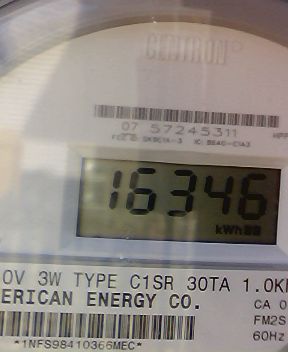 CENTRON
07 57245311
16346
kWh
0V 3W TYPE C1SR 30TA 1.0K
ERICAN ENERGY CO.
CA 0
FM2S
60Hz
*1NFS98410366MEC*